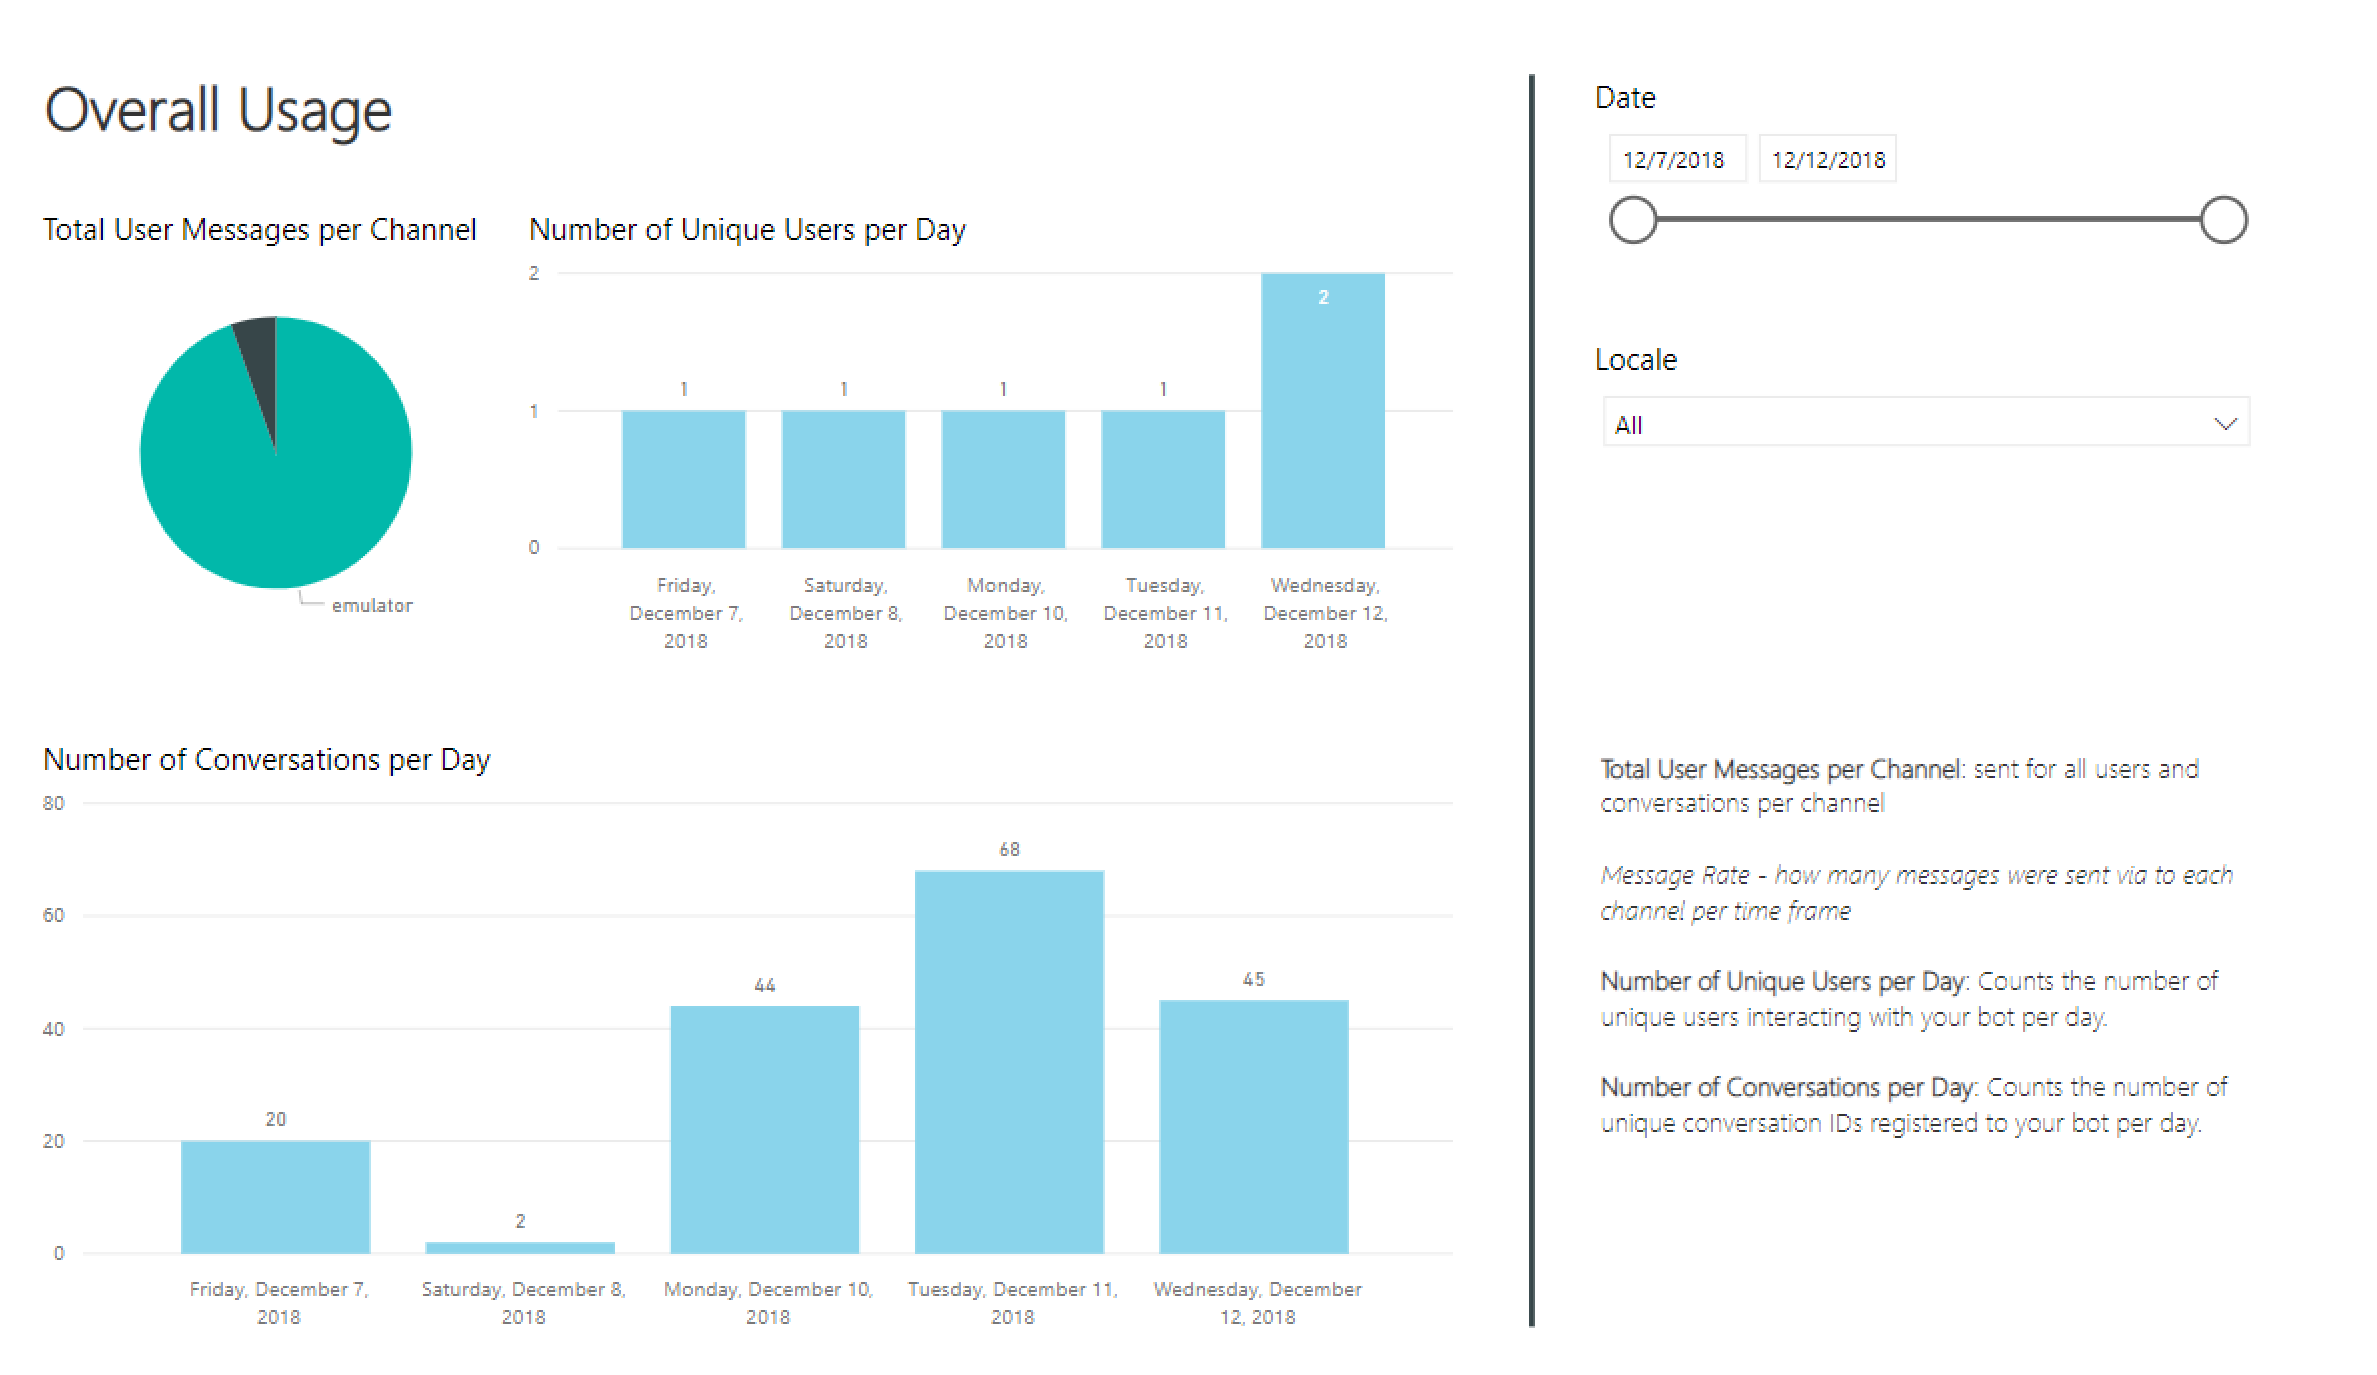 Overall Usage
Total User Messages per Channel
emulator
Number of Unique Users per Day
2
1
0
1
1
1
1
2
Friday,
December 7,
2018
Saturday,
December 8,
2018
Monday,
December 10,
2018
Tuesday,
December 11,
2018
Wednesday,
December 12,
2018
Number of Conversations per Day
80
60
40
20
0
20
2
44
68
45
Friday, December 7,
2018
Saturday, December 8,
2018
Monday, December 10,
2018
Tuesday, December 11,
2018
Wednesday, December
12, 2018
Date
12/7/2018
12/12/2018
Locale
All
Total User Messages per Channel: sent for all users and
conversations per channel
Message Rate - how many messages were sent via to each
channel per time frame
Number of Unique Users per Day: Counts the number of
unique users interacting with your bot per day.
Number of Conversations per Day: Counts the number of
unique conversation IDs registered to your bot per day.